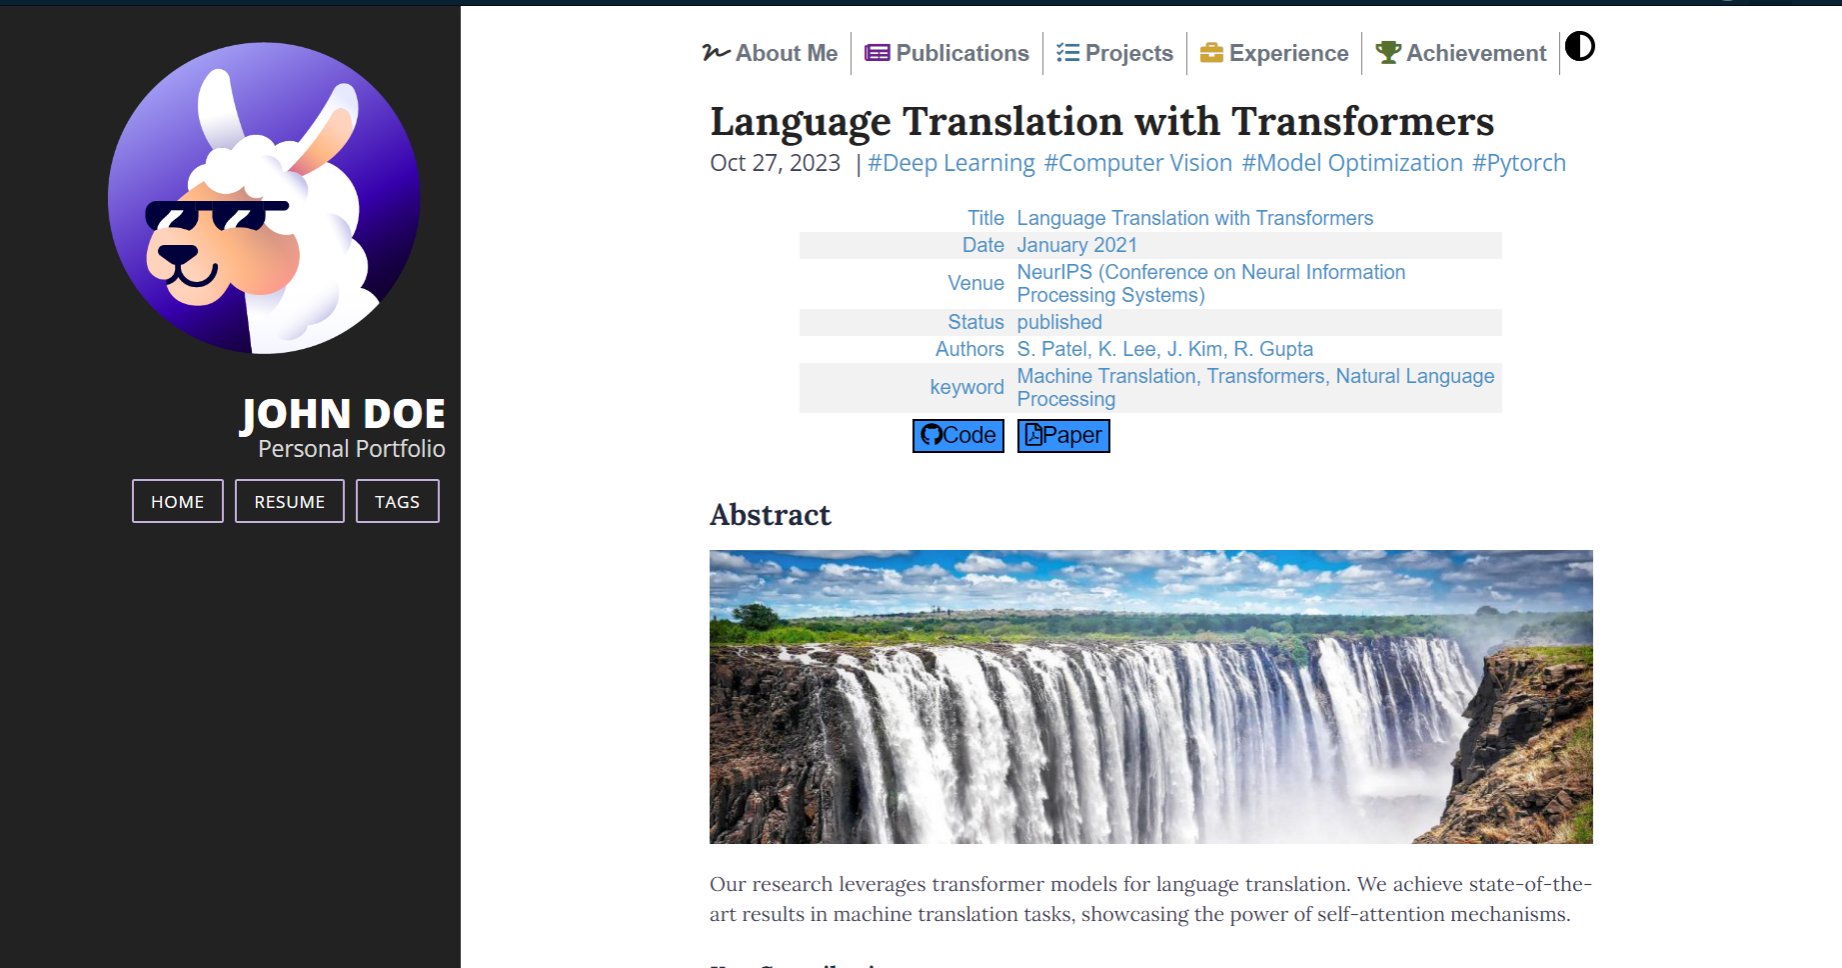 JOHN DOE
Personal Portfolio
HOME RESUME TAGS
About Me Publications Projects Experience Achievement
Language Translation with Transformers
Oct 27, 2023 | #Deep Learning #Computer Vision #Model Optimization #Pytorch
Title Language Translation with Transformers
Date January 2021
Venue NeurIPS (Conference on Neural Information
Processing Systems)
Status published
Authors S. Patel, K. Lee, J. Kim, R. Gupta
keyword Machine Translation, Transformers, Natural Language
Processing
Code Paper
Abstract
Our research leverages transformer models for language translation. We achieve state-of-the-
art results in machine translation tasks, showcasing the power of self-attention mechanisms.